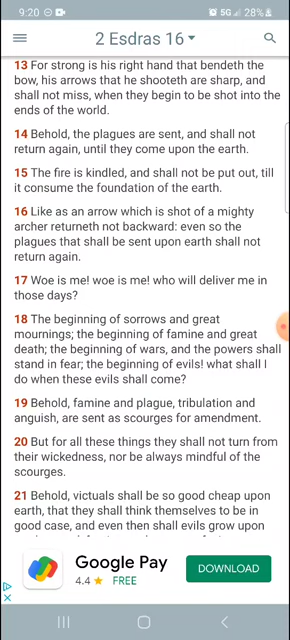 9:20 5G 28%
2 Esdras 16
13 For strong is his right hand that bendeth the
bow, his arrows that he shooteth are sharp, and
shall not miss, when they begin to be shot into the
ends of the world.
14 Behold, the plagues are sent, and shall not
return again, until they come upon the earth.
15 The fire is kindled, and shall not be put out, till
it consume the foundation of the earth.
16 Like as an arrow which is shot of a mighty
archer returneth not backward: even so the
plagues that shall be sent upon earth shall not
return again.
17 Woe is me! woe is me! who will deliver me in
those days?
18 The beginning of sorrows and great
mournings; the beginning of famine and great
death; the beginning of wars, and the powers shall
stand in fear; the beginning of evils! what shall I
do when these evils shall come?
19 Behold, famine and plague, tribulation and
anguish, are sent as scourges for amendment.
20 But for all these things they shall not turn from
their wickedness, nor be always mindful of the
scourges.
21 Behold, victuals shall be so good cheap upon
earth, that they shall think themselves to be in
good case, and even then shall evils grow upon
Google Pay
4.4 ★ FREE
DOWNLOAD